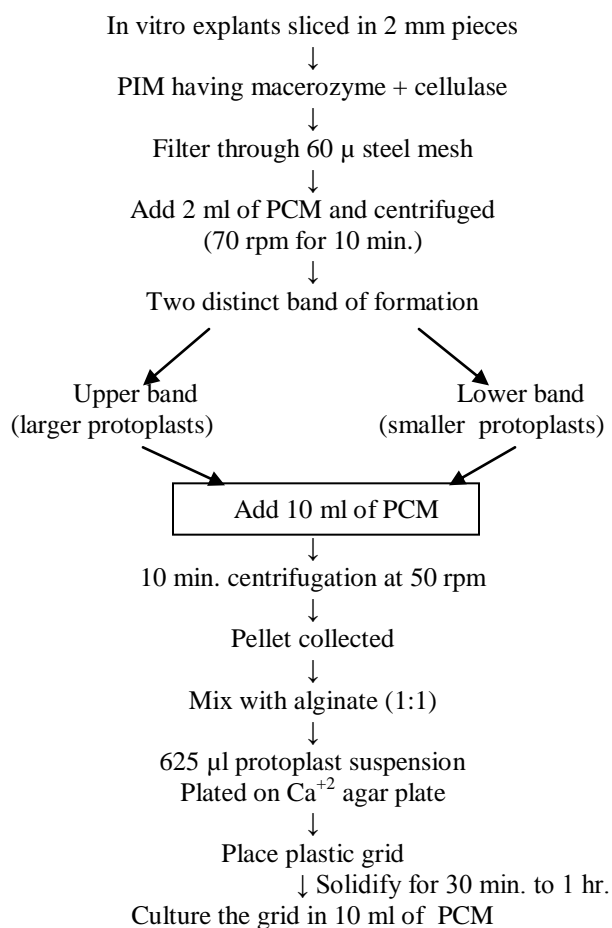 In vitro explants sliced in 2 mm pieces
↓
PIM having macerozyme + cellulase
↓
Filter through 60 µ steel mesh
↓
Add 2 ml of PCM and centrifuged
(70 rpm for 10 min.)
↓
Two distinct band of formation
Upper band
(larger protoplasts)
Lower band
(smaller protoplasts)
Add 10 ml of PCM
↓
10 min. centrifugation at 50 rpm
↓
Pellet collected
↓
Mix with alginate (1:1)
↓
625 µl protoplast suspension
Plated on Ca⁺² agar plate
↓
Place plastic grid
↓ Solidify for 30 min. to 1 hr.
Culture the grid in 10 ml of PCM